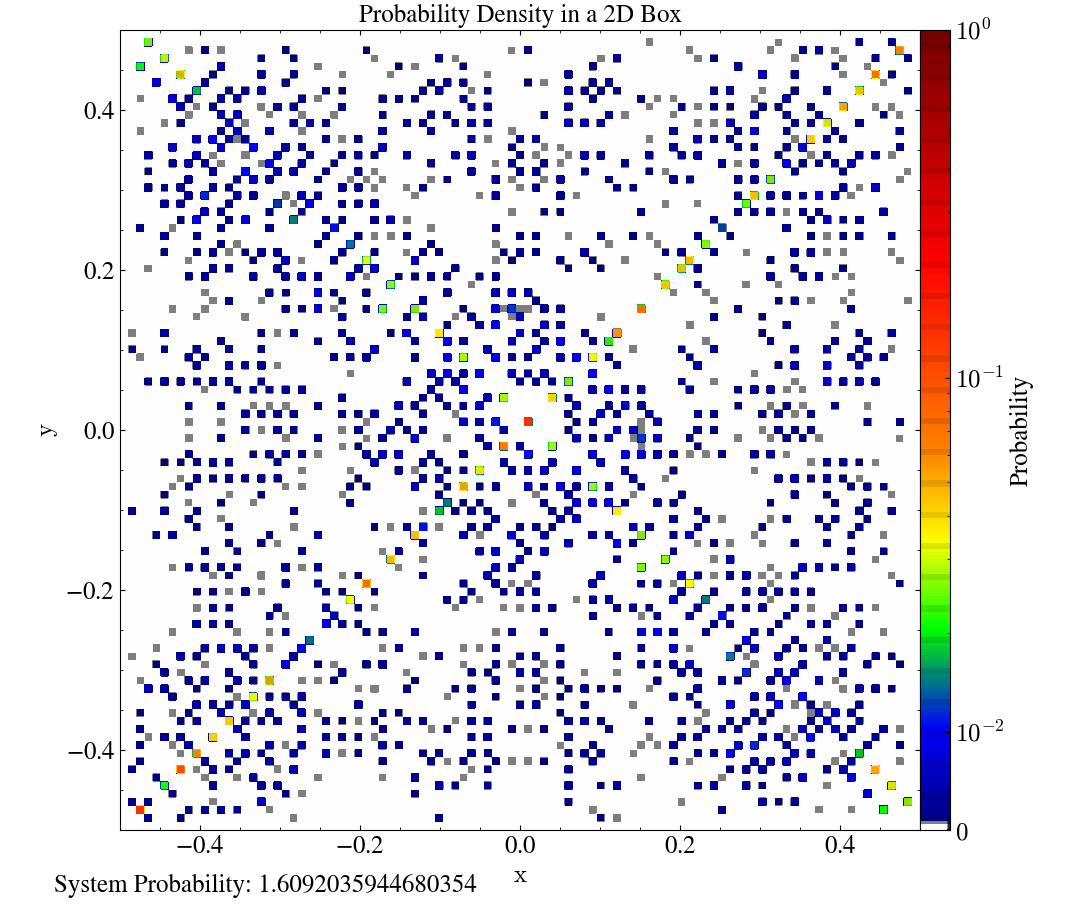 Probability Density in a 2D Box
10^0
10^−1
10^−2
0
Probability
0.4
0.2
0.0
−0.2
−0.4
y
−0.4 −0.2 0.0 0.2 0.4
x
System Probability: 1.6092035944680354